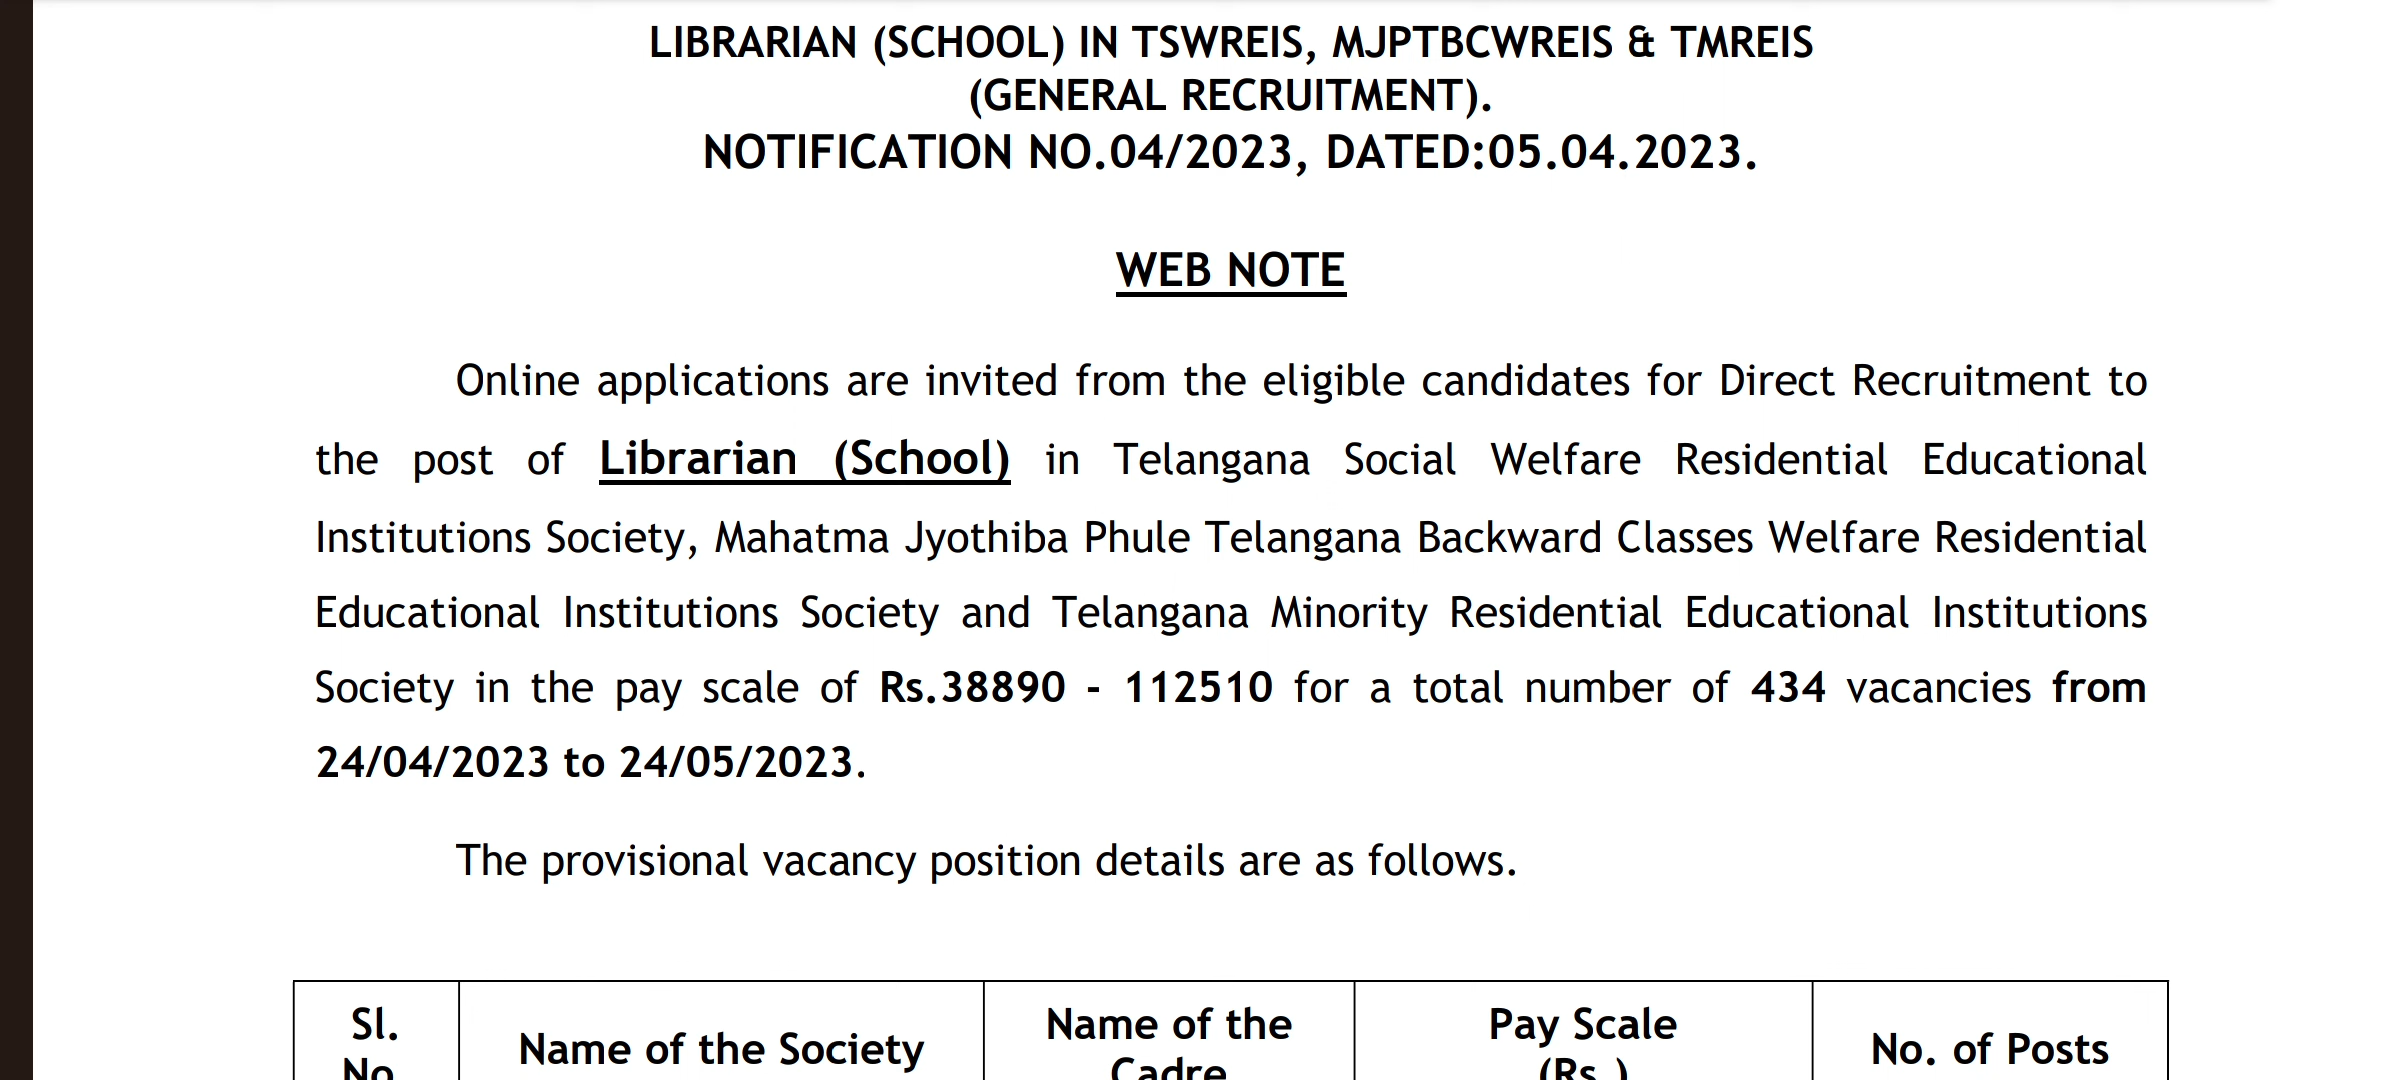 LIBRARIAN (SCHOOL) IN TSWREIS, MJPTBCWREIS & TMREIS
(GENERAL RECRUITMENT).
NOTIFICATION NO.04/2023, DATED:05.04.2023.
WEB NOTE
Online applications are invited from the eligible candidates for Direct Recruitment to
the post of Librarian (School) in Telangana Social Welfare Residential Educational
Institutions Society, Mahatma Jyothiba Phule Telangana Backward Classes Welfare Residential
Educational Institutions Society and Telangana Minority Residential Educational Institutions
Society in the pay scale of Rs.38890 - 112510 for a total number of 434 vacancies from
24/04/2023 to 24/05/2023.
The provisional vacancy position details are as follows.
Sl.
No
Name of the Society
Name of the
Cadre
Pay Scale
(Rs.)
No. of Posts